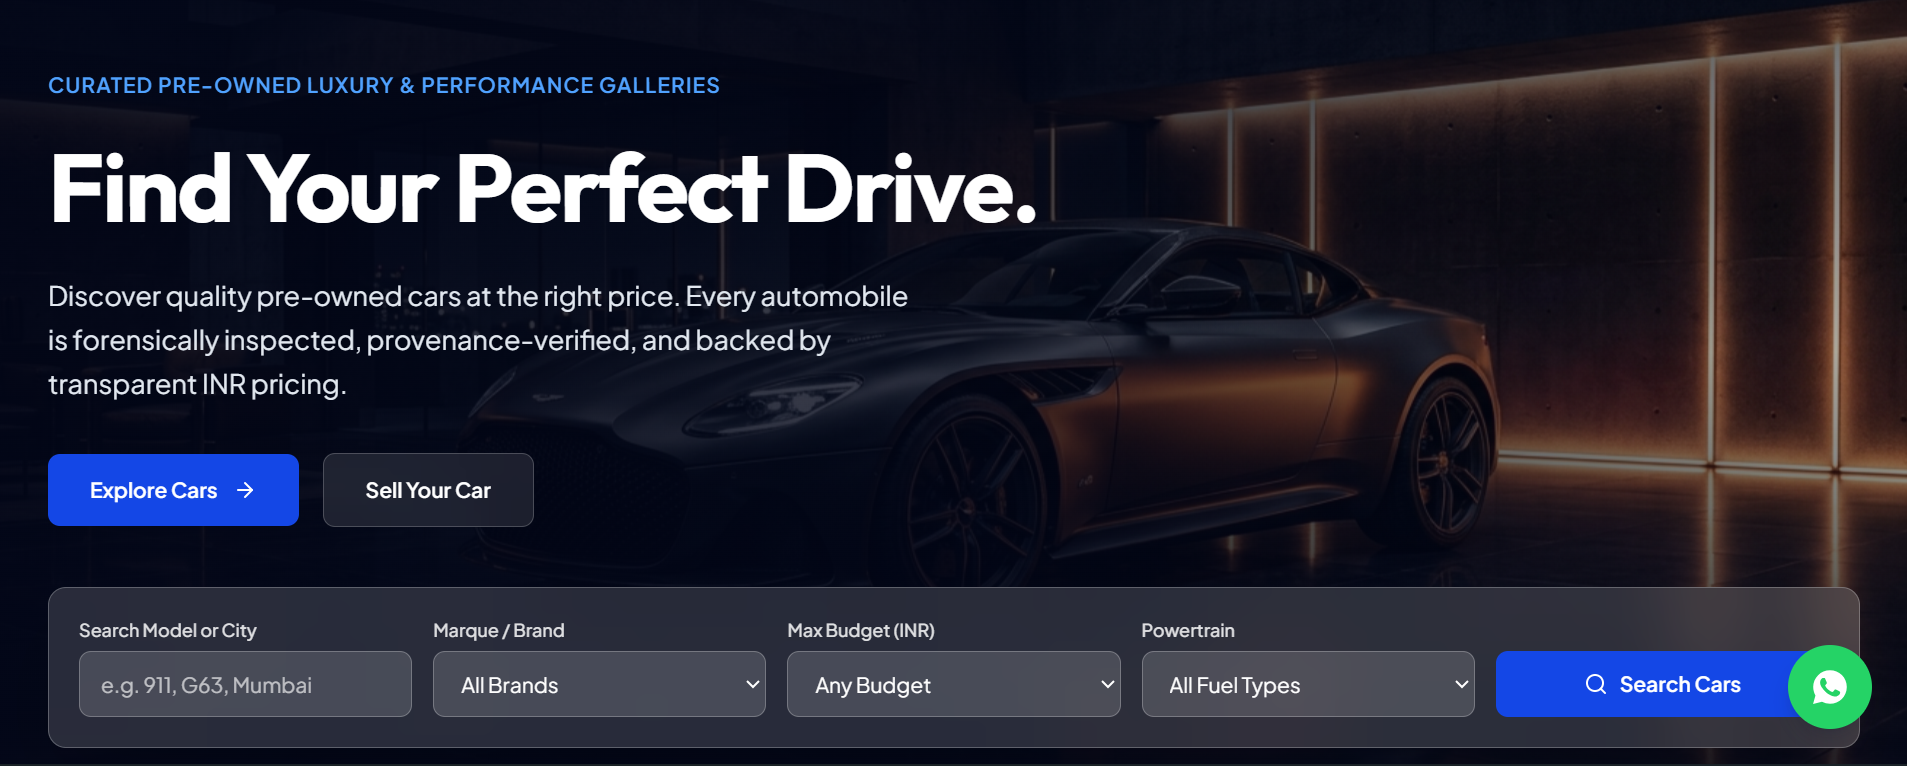 CURATED PRE-OWNED LUXURY & PERFORMANCE GALLERIES
Find Your Perfect Drive.
Discover quality pre-owned cars at the right price. Every automobile
is forensically inspected, provenance-verified, and backed by
transparent INR pricing.
Explore Cars
Sell Your Car
Search Model or City
Marque / Brand
Max Budget (INR)
Powertrain
e.g. 911, G63, Mumbai
All Brands
Any Budget
All Fuel Types
Search Cars